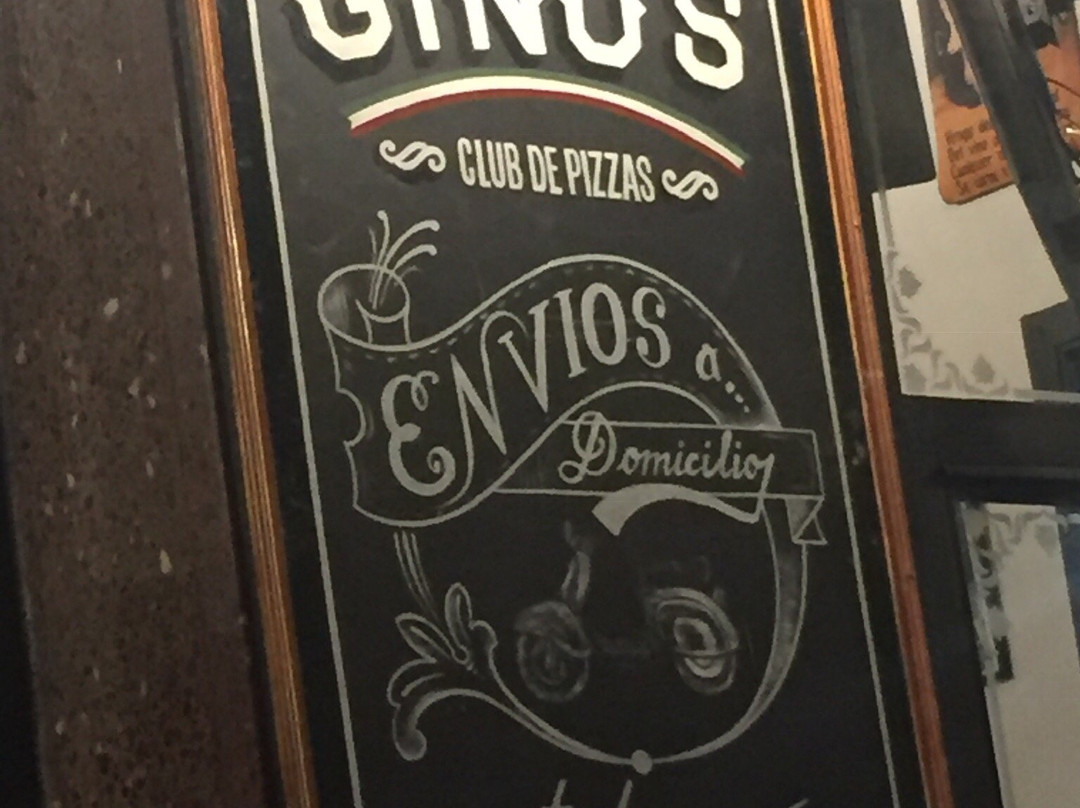 GINO'S
CLUB DE PIZZAS
ENVIOS a...
Domicilio